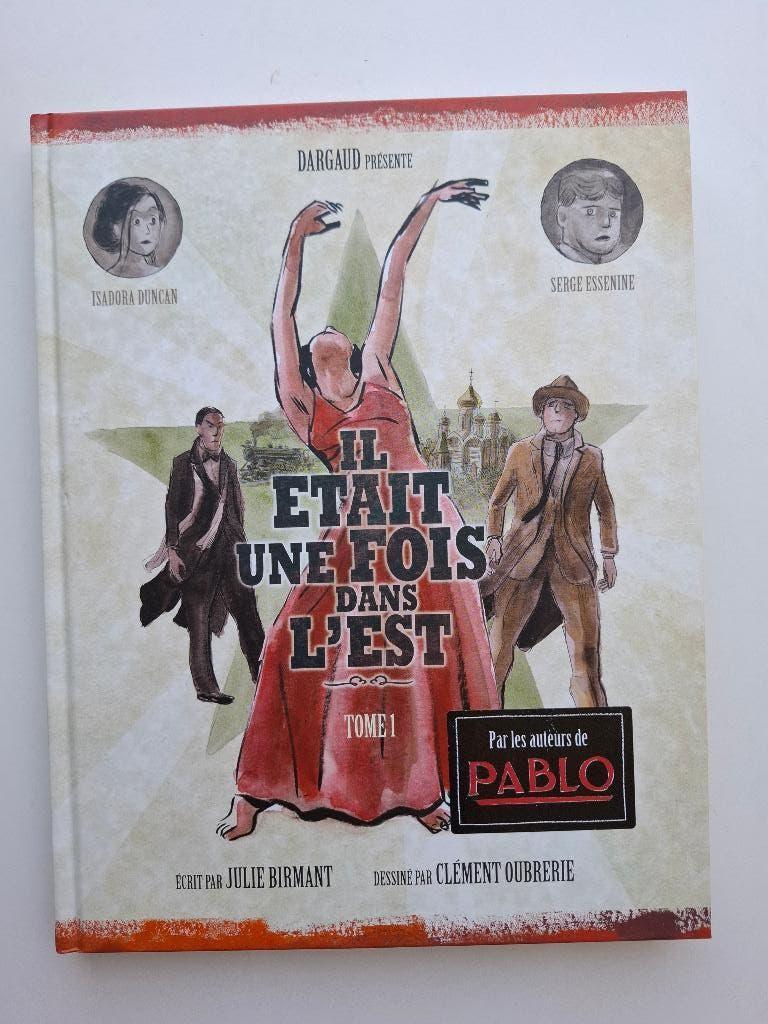 DARGAUD PRÉSENTE
ISADORA DUNCAN
SERGE ESSENINE
IL
ETAIT
UNE FOIS
DANS
L'EST
TOME 1
Par les auteurs de
PABLO
ÉCRIT PAR JULIE BIRMANT
DESSINÉ PAR CLÉMENT OUBRERIE